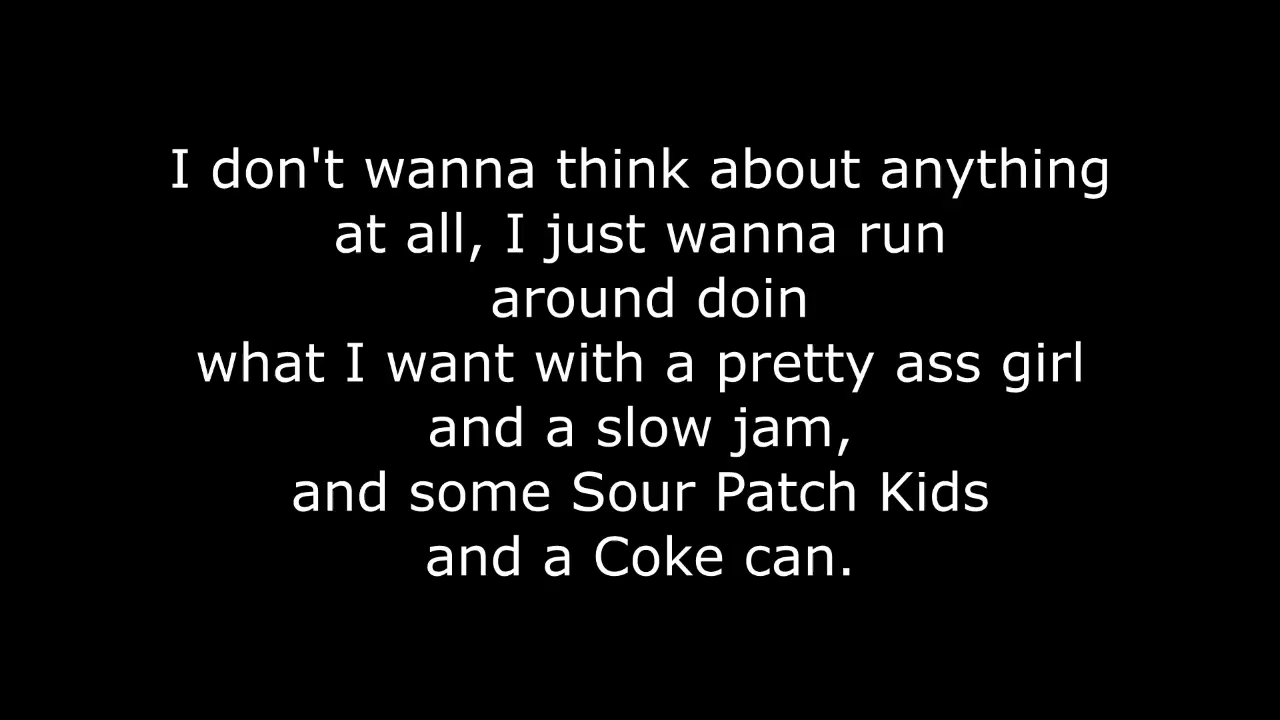 I don't wanna think about anything
at all, I just wanna run
around doin
what I want with a pretty ass girl
and a slow jam,
and some Sour Patch Kids
and a Coke can.